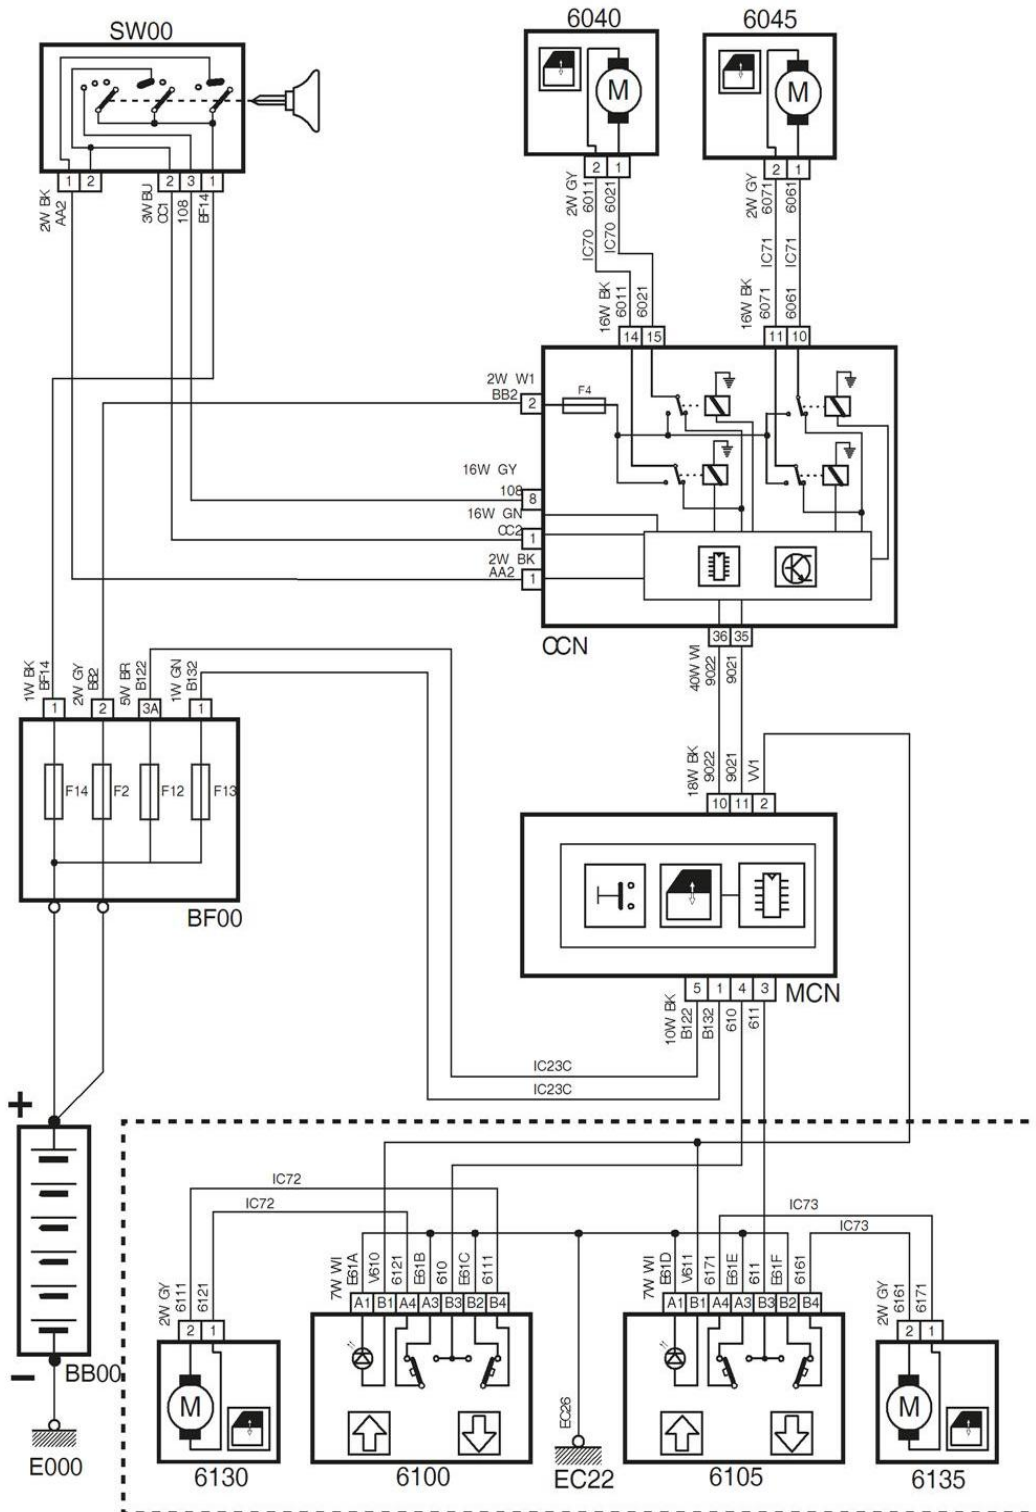 SW00
6040
6045
M
M
1 2
2 3 1
2W BK
AA2
3W BU
CC1
108
BF14
2 1
2 1
2W GY
6011
6021
2W GY
6071
6061
IC70
IC70
IC71
IC71
16W BK
6011
6021
16W BK
6071
6061
14 15
11 10
2W W1
BB2
2
F4
16W GY
108
8
16W GN
CC2
1
2W BK
AA2
1
CCN
36 35
40W WI
9022
9021
1W BK
BF14
2W GY
BB2
5W BR
B122
1W GN
B132
1 2 3A 1
F14 F2 F12 F13
BF00
18W BK
9022
9021
VV1
10 11 2
MCN
5 1 4 3
10W BK
B122
B132
610
611
IC23C
IC23C
+
−
BB00
E000
IC72
IC72
IC73
IC73
2W GY
6111
6121
2 1
M
6130
7W WI
E61A
V610
6121
E61B
610
E61C
6111
A1 B1 A4 A3 B3 B2 B4
6100
EC26
EC22
7W WI
E61D
V611
6171
E61E
611
E61F
6161
A1 B1 A4 A3 B3 B2 B4
6105
2W GY
6161
6171
2 1
M
6135